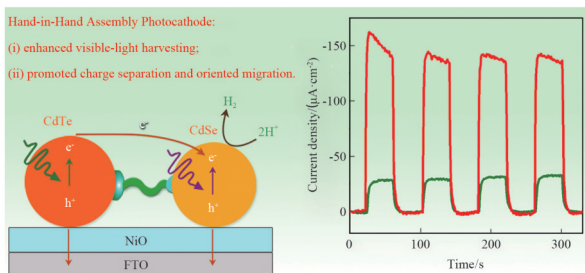 Hand-in-Hand Assembly Photocathode:
(i) enhanced visible-light harvesting;
(ii) promoted charge separation and oriented migration.
H₂
CdTe
e⁻
CdSe
2H⁺
e⁻
e⁻
h⁺
h⁺
NiO
FTO
Current density/(μA·cm⁻²)
-150
-100
-50
0
0
100
200
300
Time/s